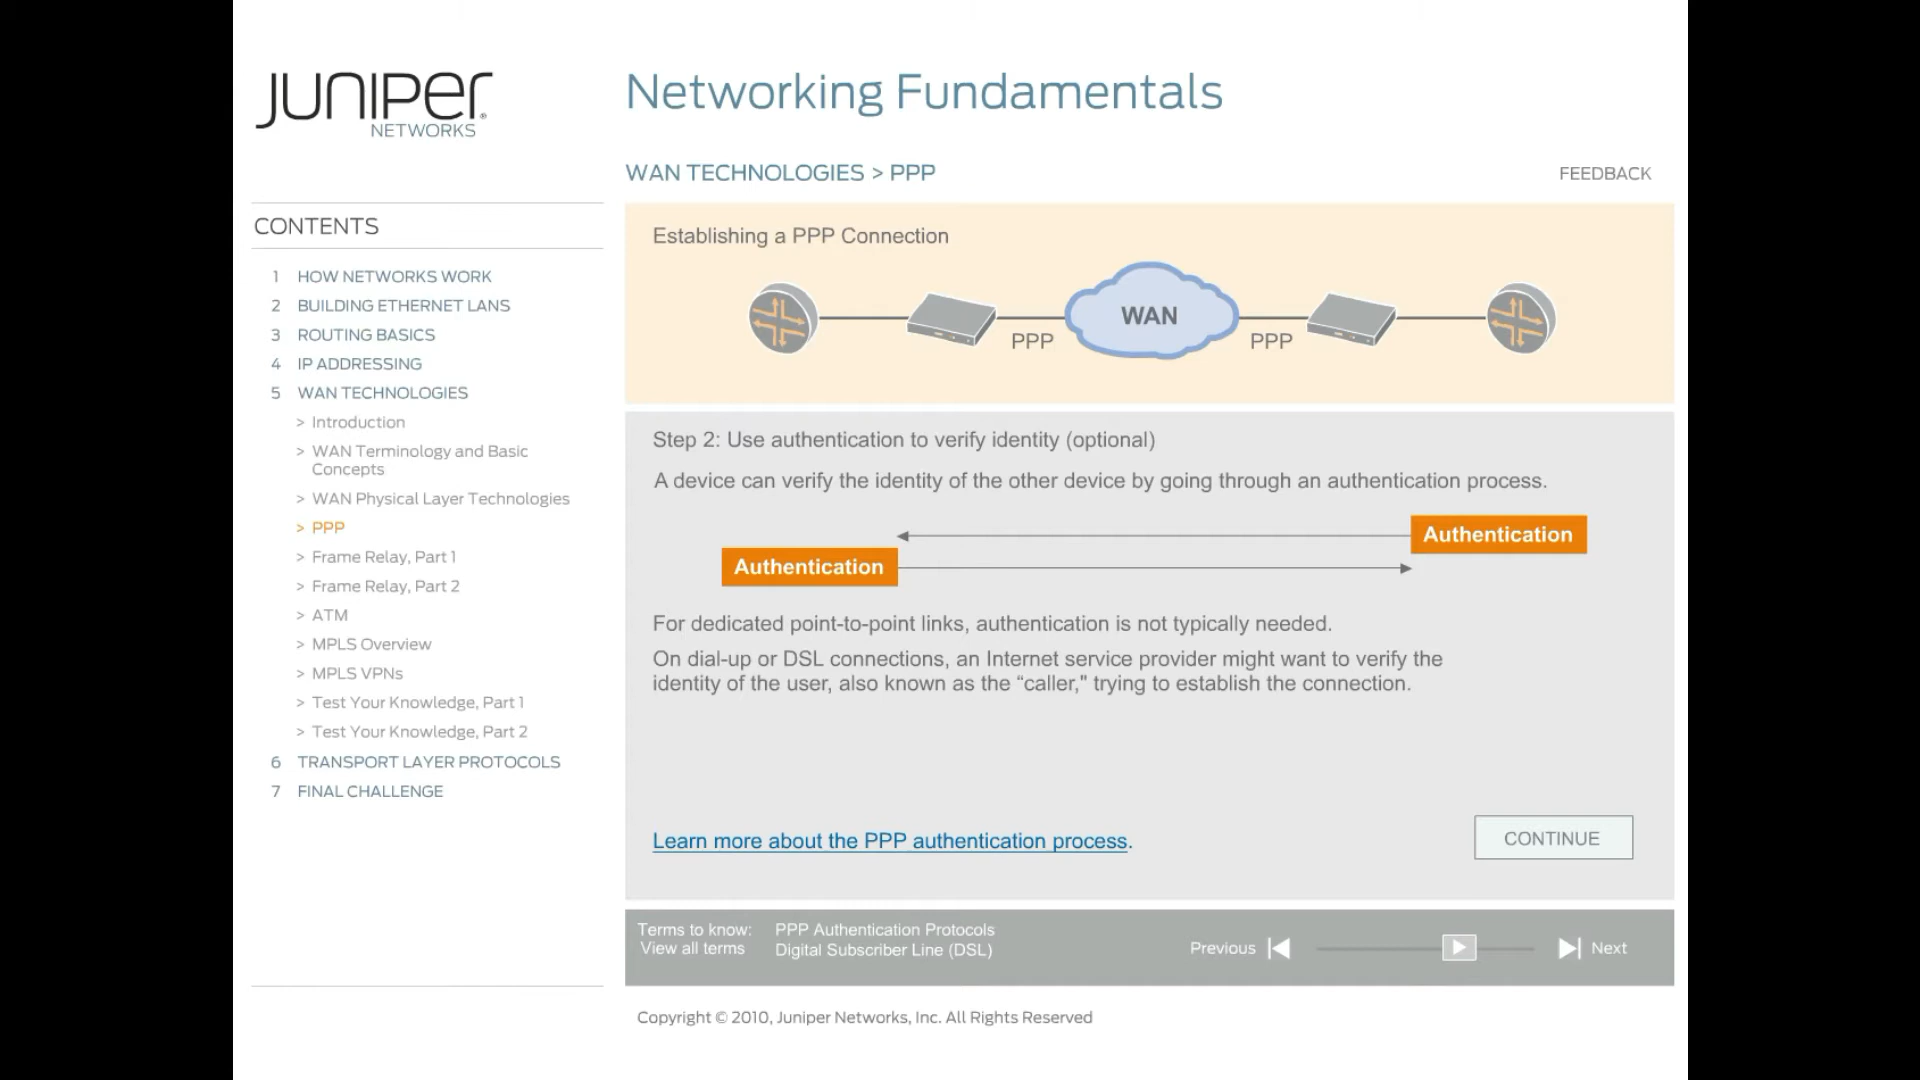 JUNIPER
NETWORKS
Networking Fundamentals
WAN TECHNOLOGIES > PPP
FEEDBACK
CONTENTS
1 HOW NETWORKS WORK
2 BUILDING ETHERNET LANS
3 ROUTING BASICS
4 IP ADDRESSING
5 WAN TECHNOLOGIES
> Introduction
> WAN Terminology and Basic
Concepts
> WAN Physical Layer Technologies
> PPP
> Frame Relay, Part 1
> Frame Relay, Part 2
> ATM
> MPLS Overview
> MPLS VPNs
> Test Your Knowledge, Part 1
> Test Your Knowledge, Part 2
6 TRANSPORT LAYER PROTOCOLS
7 FINAL CHALLENGE
Establishing a PPP Connection
WAN
PPP
PPP
Step 2: Use authentication to verify identity (optional)
A device can verify the identity of the other device by going through an authentication process.
Authentication
Authentication
For dedicated point-to-point links, authentication is not typically needed.
On dial-up or DSL connections, an Internet service provider might want to verify the
identity of the user, also known as the “caller," trying to establish the connection.
Learn more about the PPP authentication process.
CONTINUE
Terms to know: PPP Authentication Protocols
View all terms Digital Subscriber Line (DSL)
Previous
Next
Copyright © 2010, Juniper Networks, Inc. All Rights Reserved